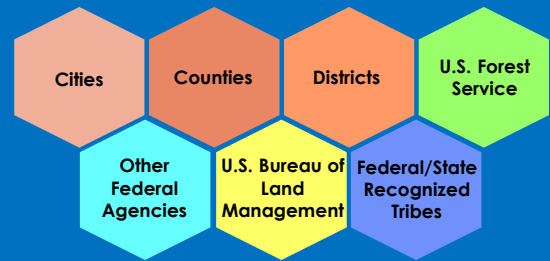 Cities
Counties
Districts
U.S. Forest
Service
Other
Federal
Agencies
U.S. Bureau of
Land
Management
Federal/State
Recognized
Tribes